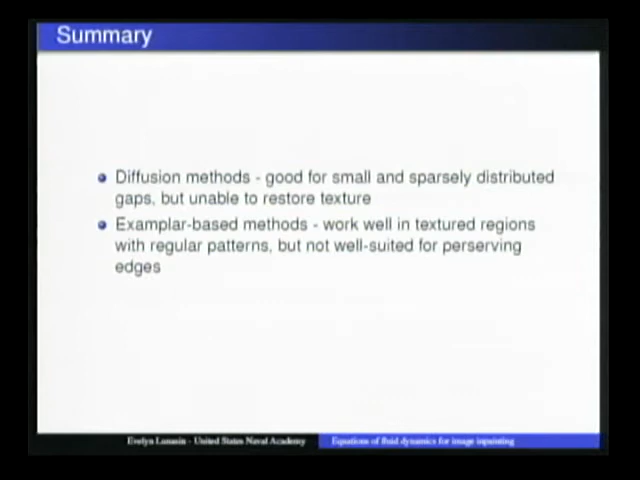 Summary
Diffusion methods - good for small and sparsely distributed
gaps, but unable to restore texture
Examplar-based methods - work well in textured regions
with regular patterns, but not well-suited for perserving
edges
Evelyn Lunasin - United States Naval Academy
Equations of fluid dynamics for image inpainting